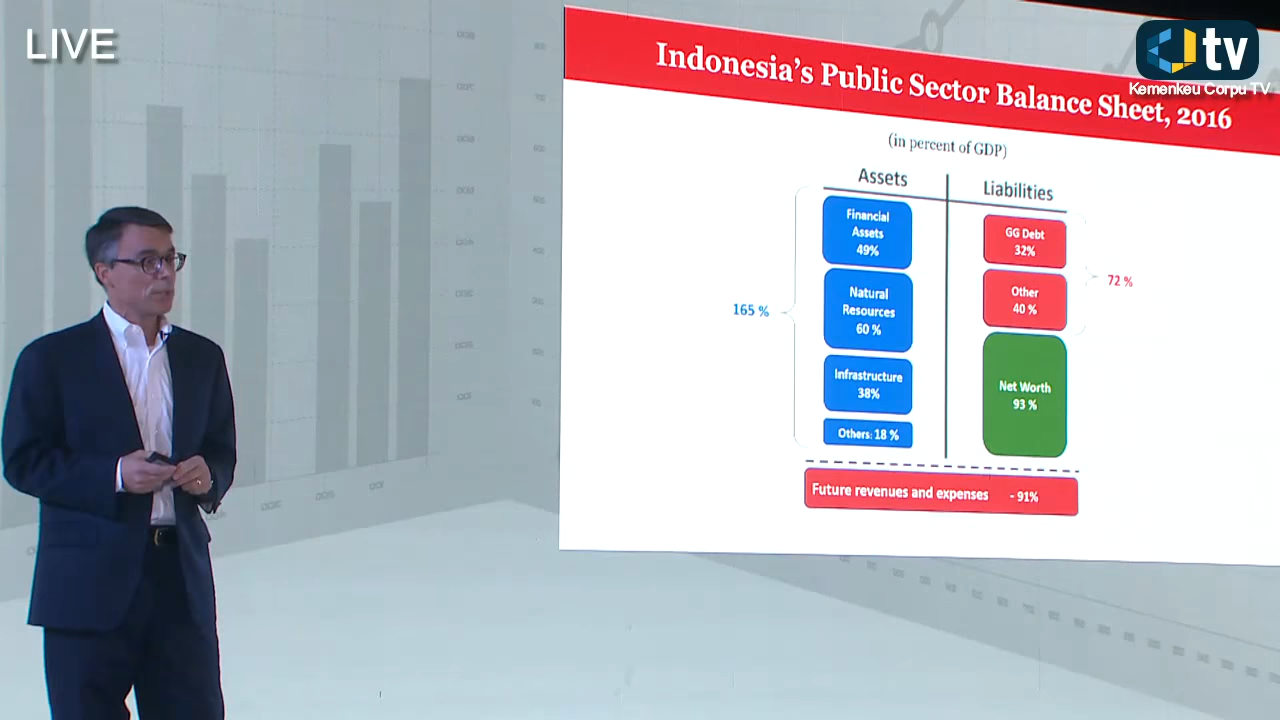 LIVE
tv
Kemenkeu Corpu TV
Indonesia's Public Sector Balance Sheet, 2016
(in percent of GDP)
Assets
Liabilities
Financial
Assets
49%
Natural
Resources
60 %
Infrastructure
38%
Others: 18 %
165 %
GG Debt
32%
Other
40 %
Net Worth
93 %
72 %
Future revenues and expenses - 91%